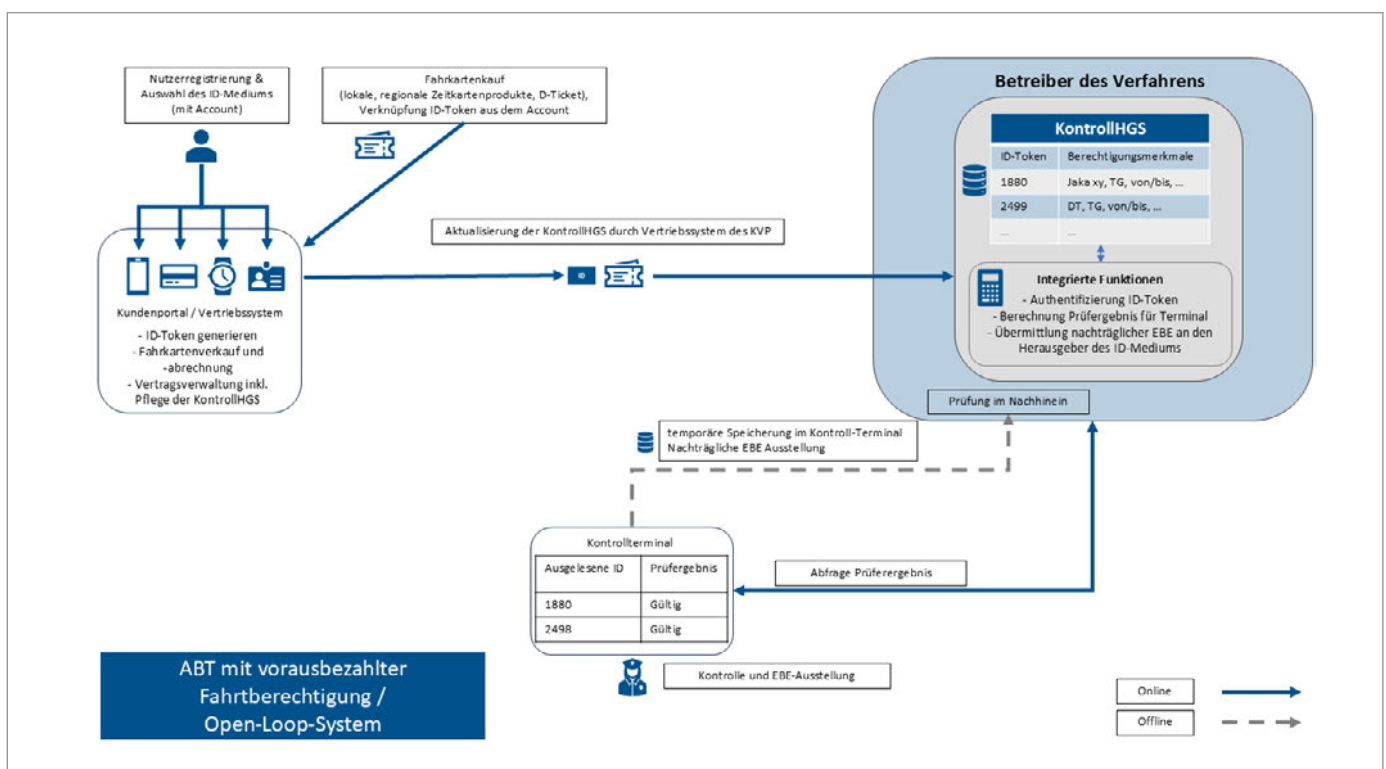 Nutzerregistrierung &
Auswahl des ID-Mediums
(mit Account)
Fahrkartenkauf
(lokale, regionale Zeitkartenprodukte, D-Ticket),
Verknüpfung ID-Token aus dem Account
Betreiber des Verfahrens
KontrollHGS
ID-Token Berechtigungsmerkmale
1880 Jaka xy, TG, von/bis, ...
2499 DT, TG, von/bis, ...
... ...
Aktualisierung der KontrollHGS durch Vertriebssystem des KVP
ID
Integrierte Funktionen
- Authentifizierung ID-Token
- Berechnung Prüfergebnis für Terminal
- Übermittlung nachträglicher EBE an den
Herausgeber des ID-Mediums
Kundenportal / Vertriebssystem
- ID-Token generieren
- Fahrkartenverkauf und
-abrechnung
- Vertragsverwaltung inkl.
Pflege der KontrollHGS
Prüfung im Nachhinein
temporäre Speicherung im Kontroll-Terminal
Nachträgliche EBE Ausstellung
Kontrollterminal
Ausgelesene ID Prüfergebnis
1880 Gültig
2498 Gültig
Abfrage Prüferergebnis
Kontrolle und EBE-Ausstellung
ABT mit vorausbezahlter
Fahrtberechtigung /
Open-Loop-System
Online
Offline